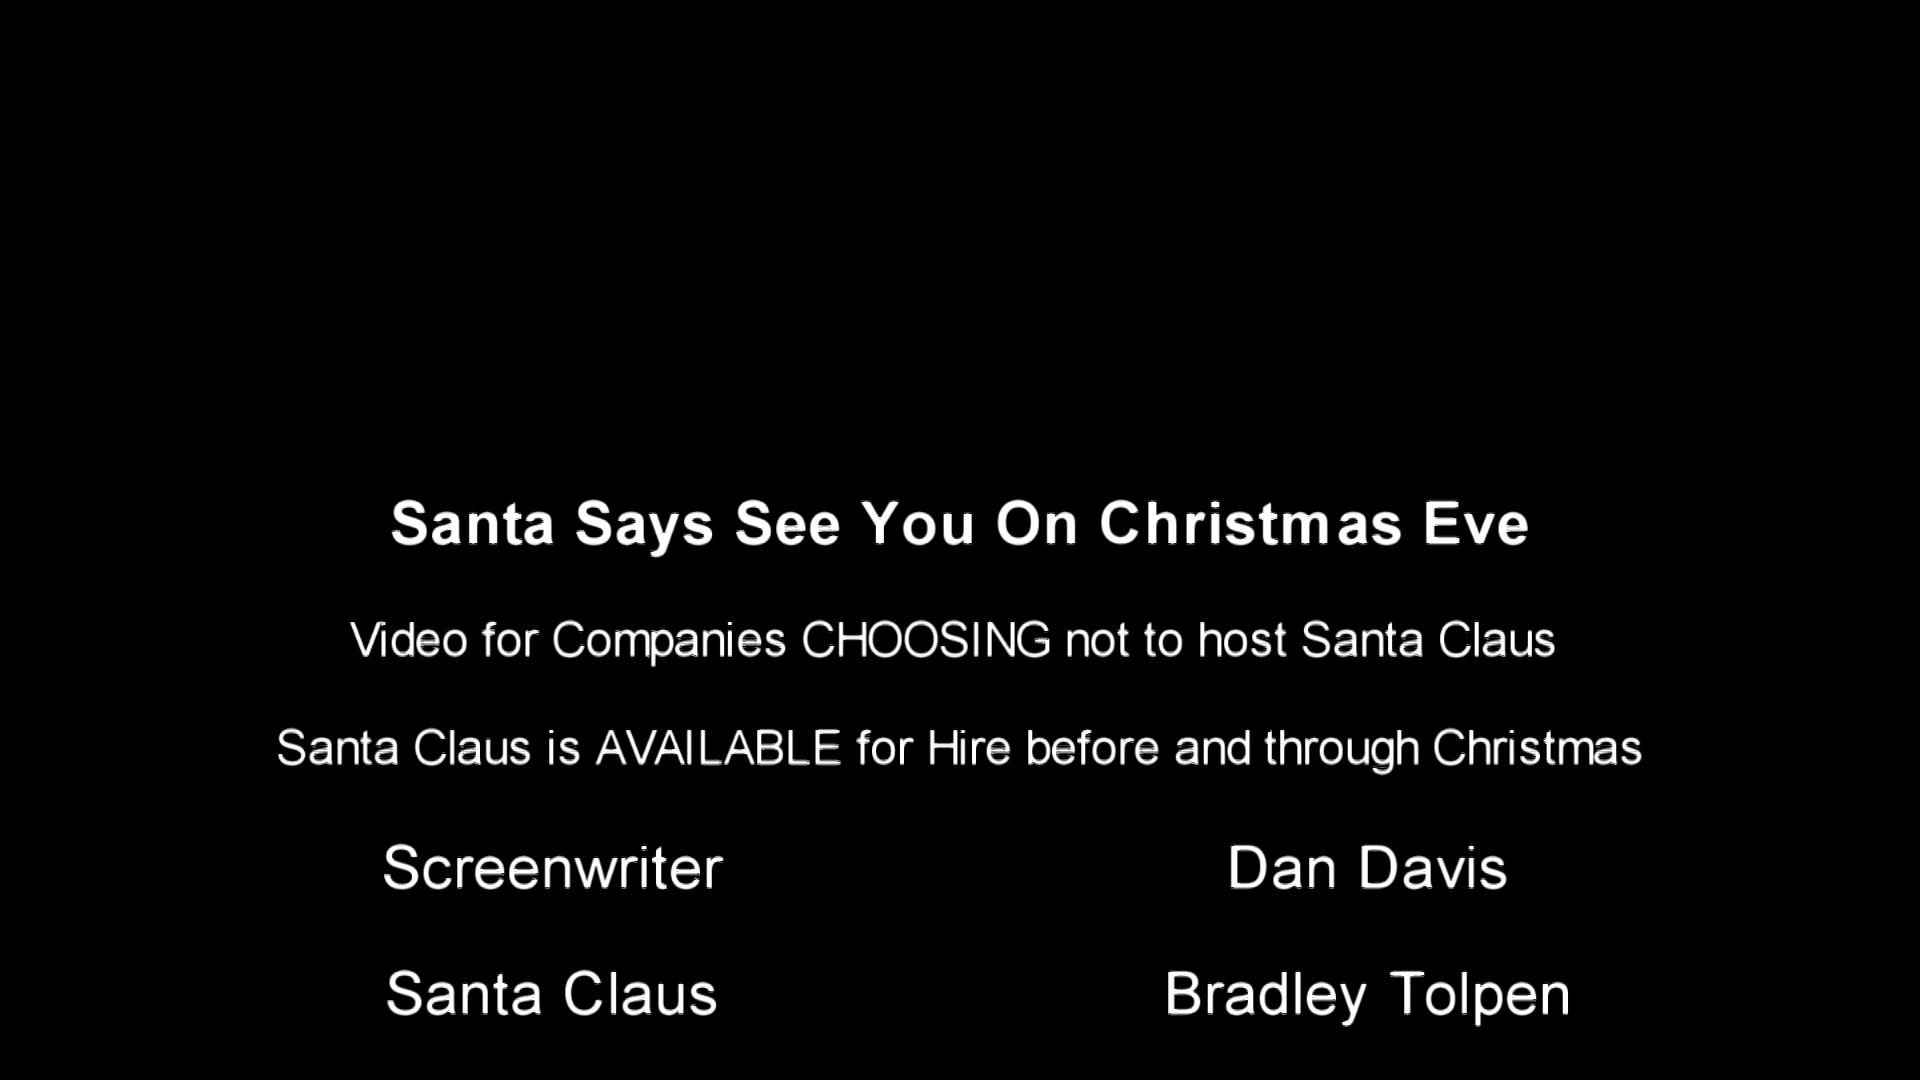 Santa Says See You On Christmas Eve
Video for Companies CHOOSING not to host Santa Claus
Santa Claus is AVAILABLE for Hire before and through Christmas
Screenwriter Dan Davis
Santa Claus Bradley Tolpen